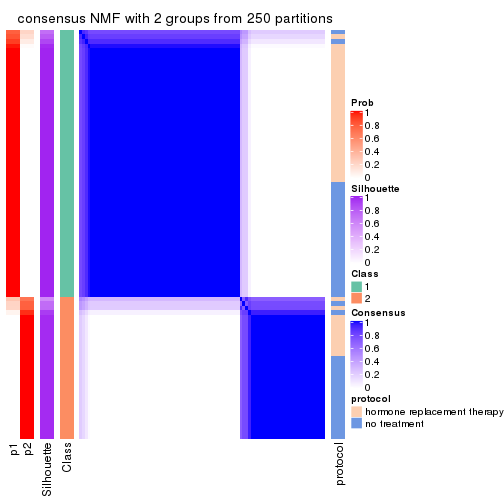 consensus NMF with 2 groups from 250 partitions
Prob
1
0.8
0.6
0.4
0.2
0
Silhouette
1
0.8
0.6
0.4
0.2
0
Class
1
2
Consensus
1
0.8
0.6
0.4
0.2
0
protocol
hormone replacement therapy
no treatment
p1
p2
Silhouette
Class
protocol